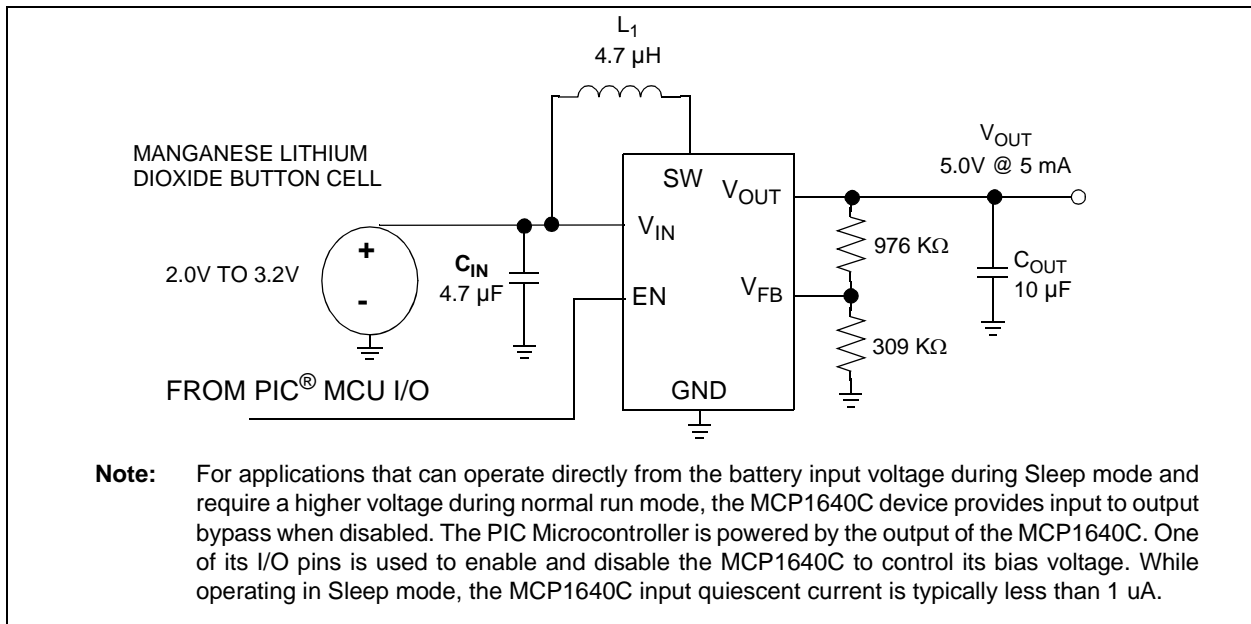 L1
4.7 µH
MANGANESE LITHIUM
DIOXIDE BUTTON CELL
VOUT
5.0V @ 5 mA
SW
VOUT
VIN
+
976 KΩ
2.0V TO 3.2V
CIN
4.7 µF
COUT
10 µF
-
EN
VFB
309 KΩ
FROM PIC® MCU I/O
GND
Note: For applications that can operate directly from the battery input voltage during Sleep mode and
require a higher voltage during normal run mode, the MCP1640C device provides input to output
bypass when disabled. The PIC Microcontroller is powered by the output of the MCP1640C. One
of its I/O pins is used to enable and disable the MCP1640C to control its bias voltage. While
operating in Sleep mode, the MCP1640C input quiescent current is typically less than 1 uA.